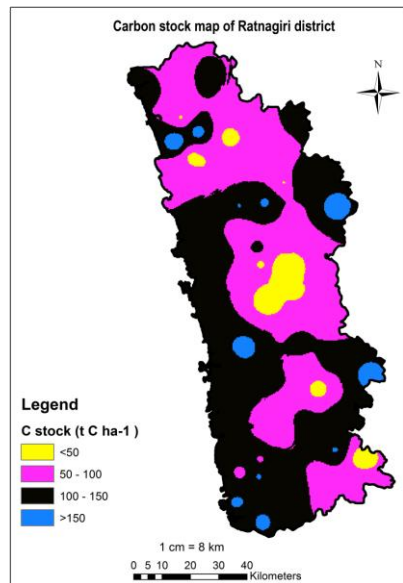 Carbon stock map of Ratnagiri district
N
Legend
C stock (t C ha-1 )
<50
50 - 100
100 - 150
>150
1 cm = 8 km
0 5 10 20 30 40
Kilometers